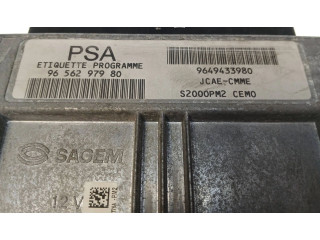 PSA
ETIQUETTE PROGRAMME
96 562 979 80
9649433980
JCAE-CMME
S2000PM2 CEMO
SAGEM
12 V